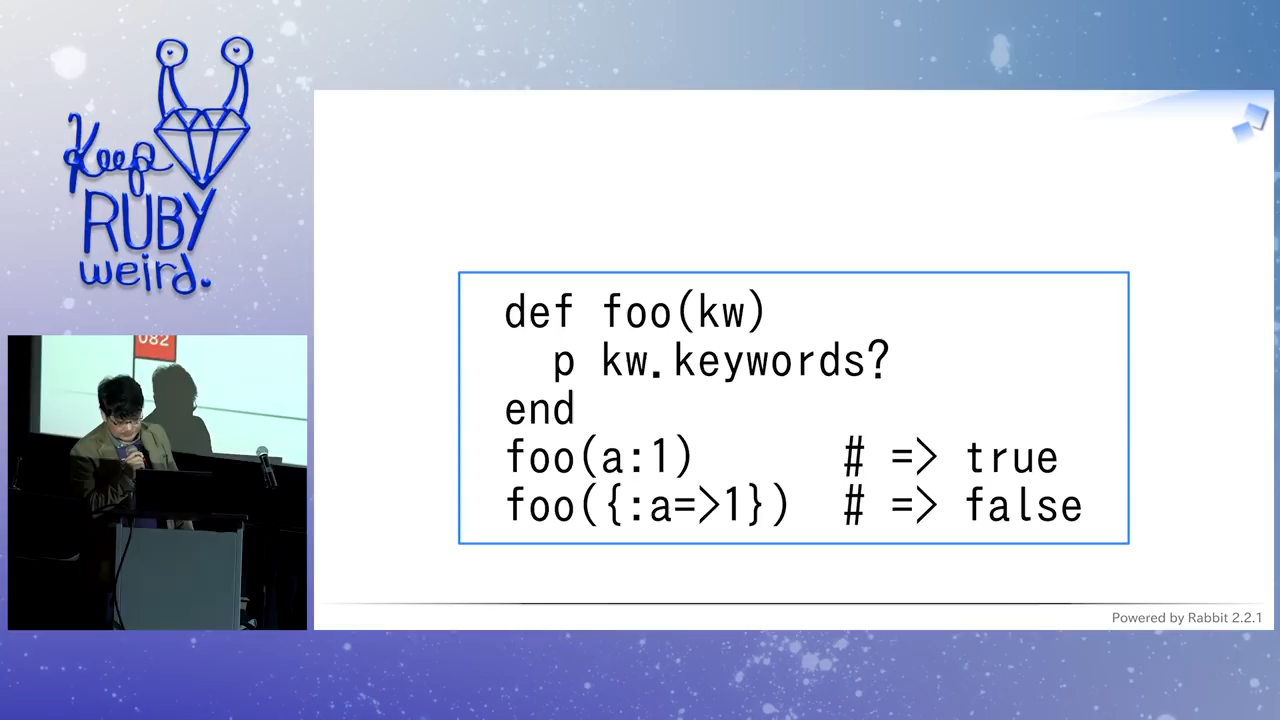 Keep
RUBY
weird.
082
def foo(kw)
  p kw.keywords?
end
foo(a:1)      # => true
foo({:a=>1})  # => false
Powered by Rabbit 2.2.1